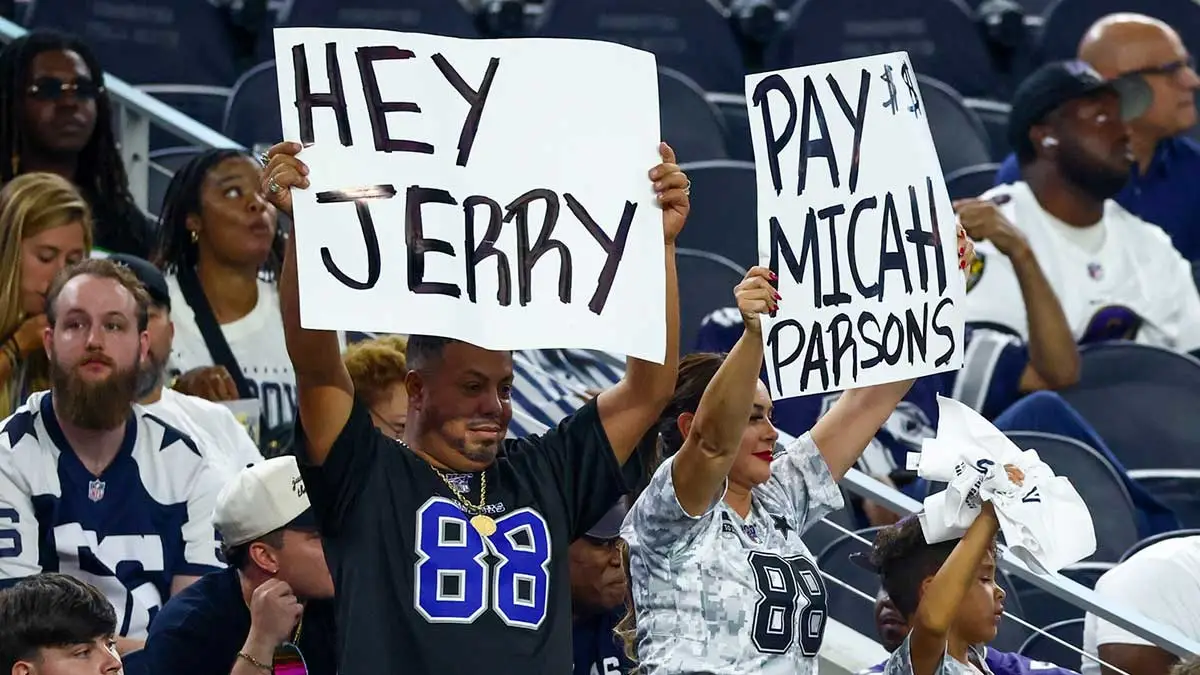 HEY
JERRY
PAY $$
MICAH
PARSONS
88
88